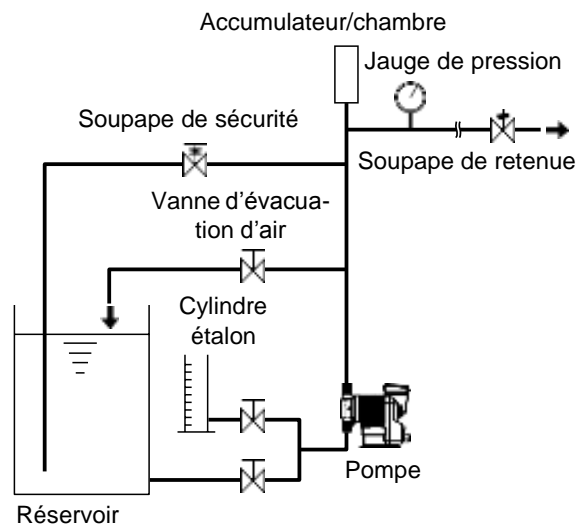 Accumulateur/chambre
Jauge de pression
Soupape de sécurité
Soupape de retenue
Vanne d'évacua-
tion d'air
Cylindre
étalon
Pompe
Réservoir